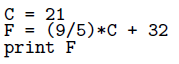 C = 21
F = (9/5)*C + 32
print F